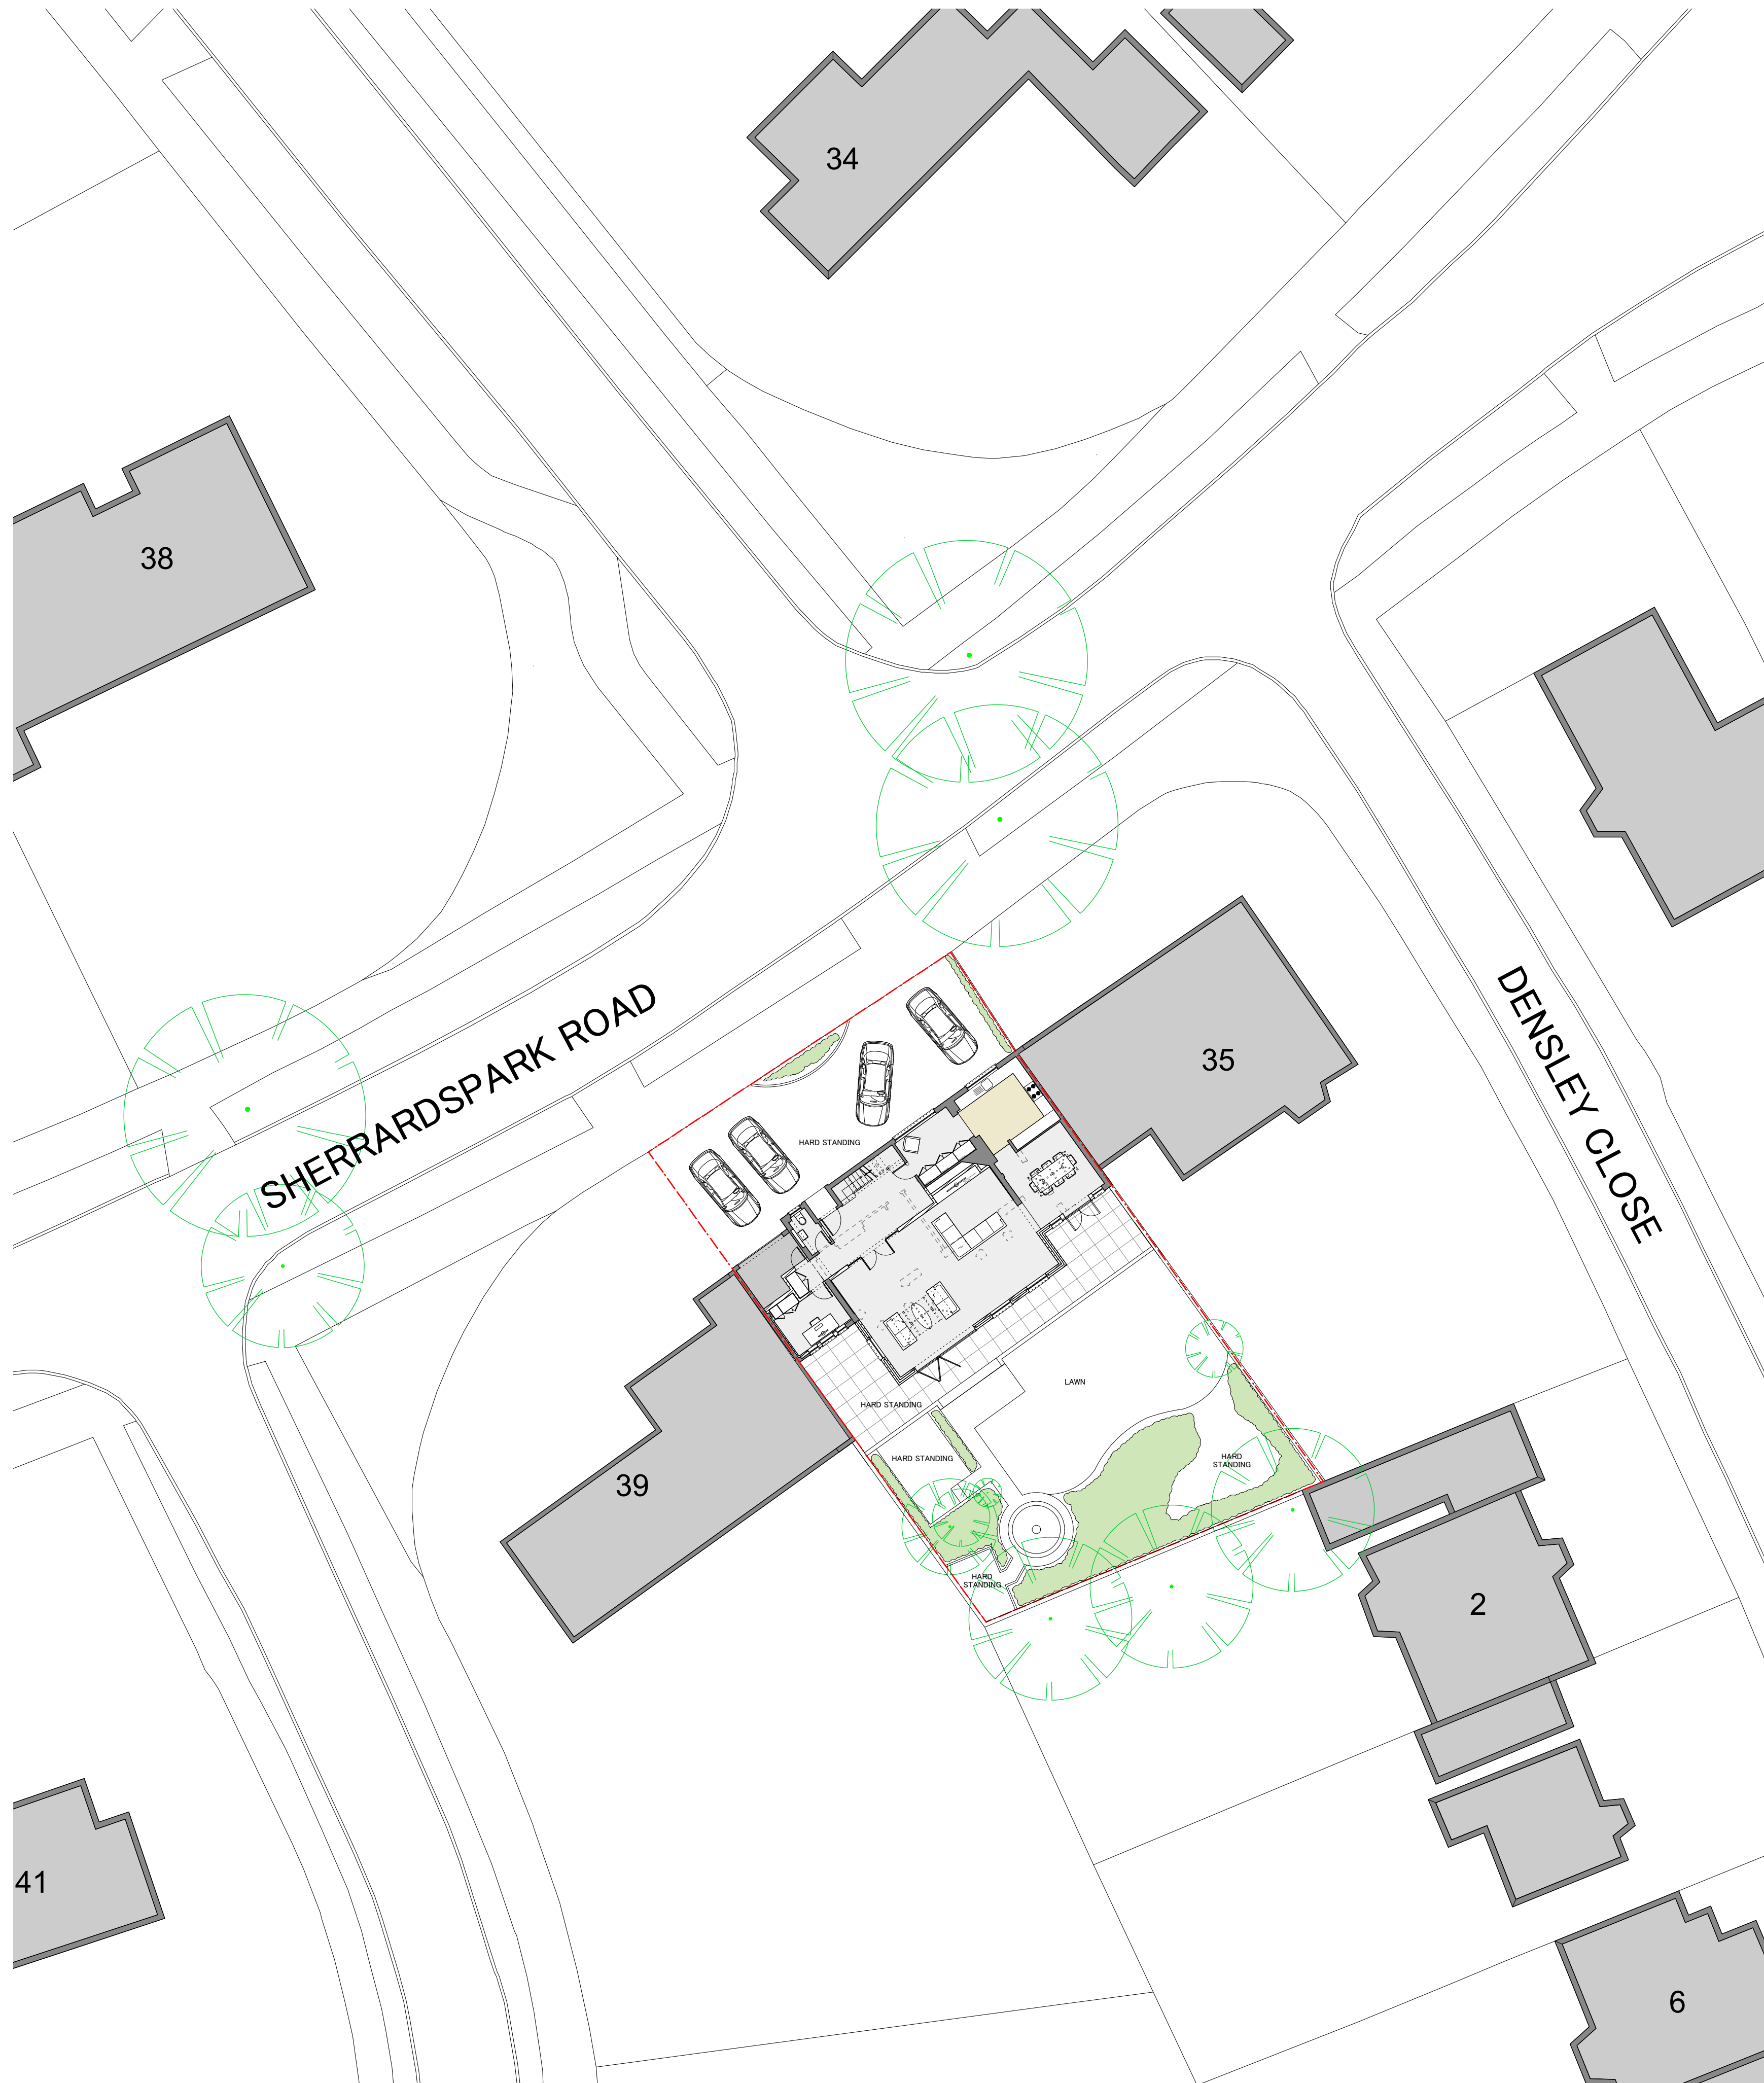 34
38
SHERRARDSPARK ROAD
35
DENSLEY CLOSE
HARD STANDING
LAWN
HARD STANDING
HARD STANDING
HARD
STANDING
39
HARD
STANDING
2
41
6